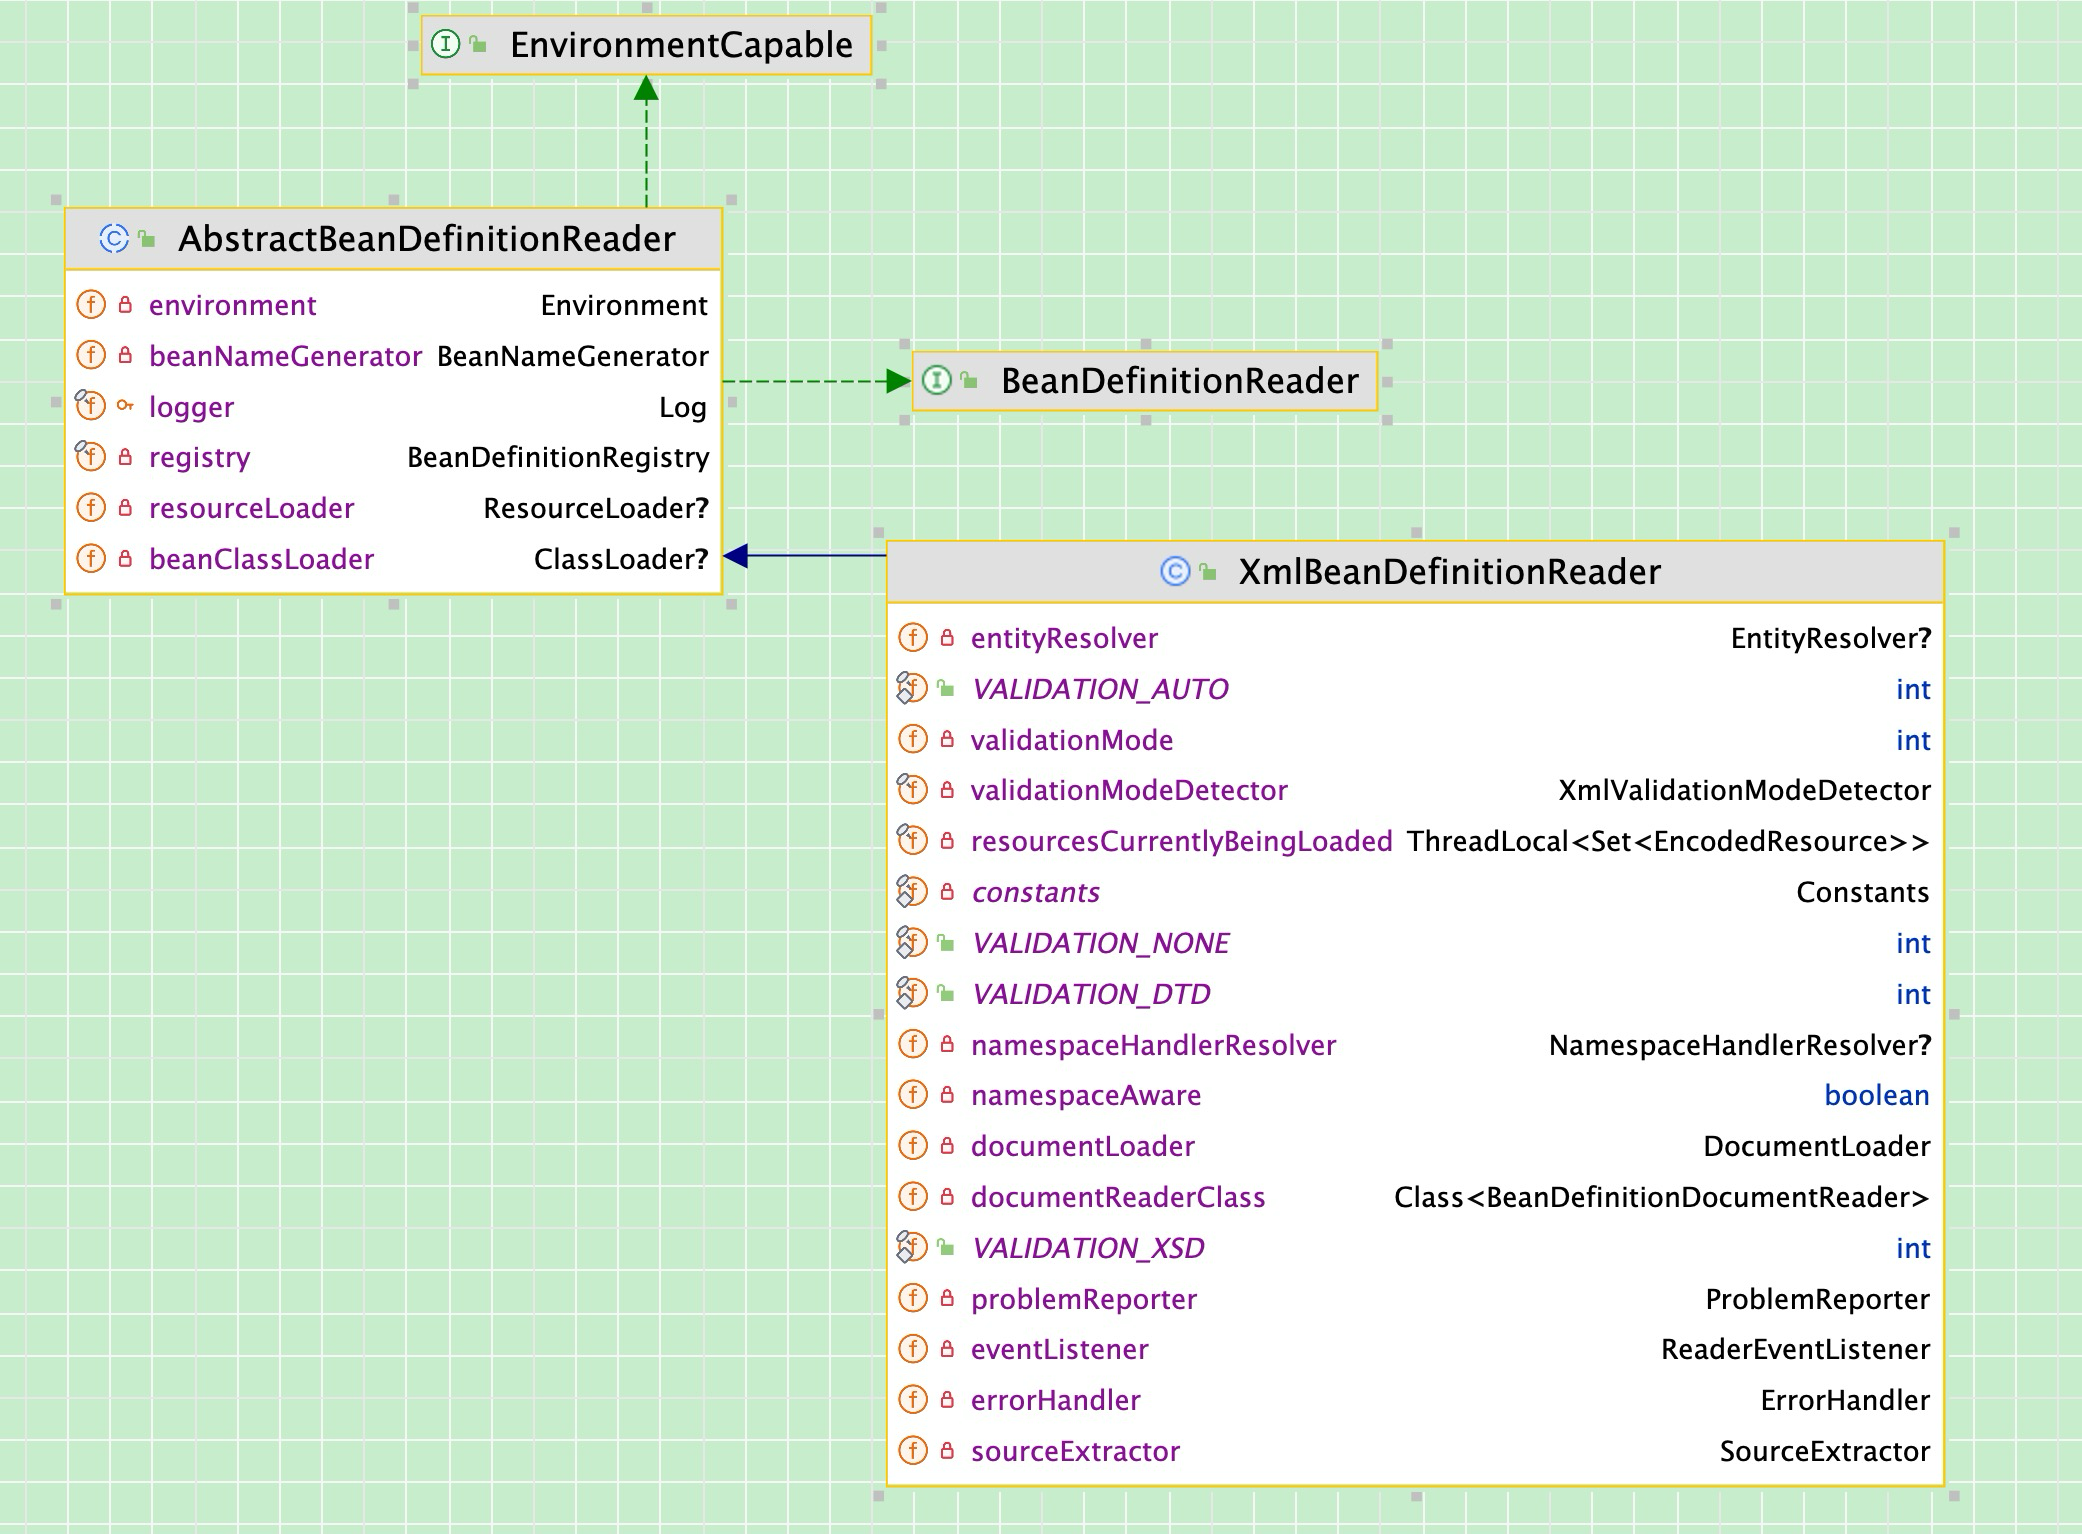 EnvironmentCapable
AbstractBeanDefinitionReader
environment Environment
beanNameGenerator BeanNameGenerator
logger Log
registry BeanDefinitionRegistry
resourceLoader ResourceLoader?
beanClassLoader ClassLoader?
BeanDefinitionReader
XmlBeanDefinitionReader
entityResolver EntityResolver?
VALIDATION_AUTO int
validationMode int
validationModeDetector XmlValidationModeDetector
resourcesCurrentlyBeingLoaded ThreadLocal<Set<EncodedResource>>
constants Constants
VALIDATION_NONE int
VALIDATION_DTD int
namespaceHandlerResolver NamespaceHandlerResolver?
namespaceAware boolean
documentLoader DocumentLoader
documentReaderClass Class<BeanDefinitionDocumentReader>
VALIDATION_XSD int
problemReporter ProblemReporter
eventListener ReaderEventListener
errorHandler ErrorHandler
sourceExtractor SourceExtractor